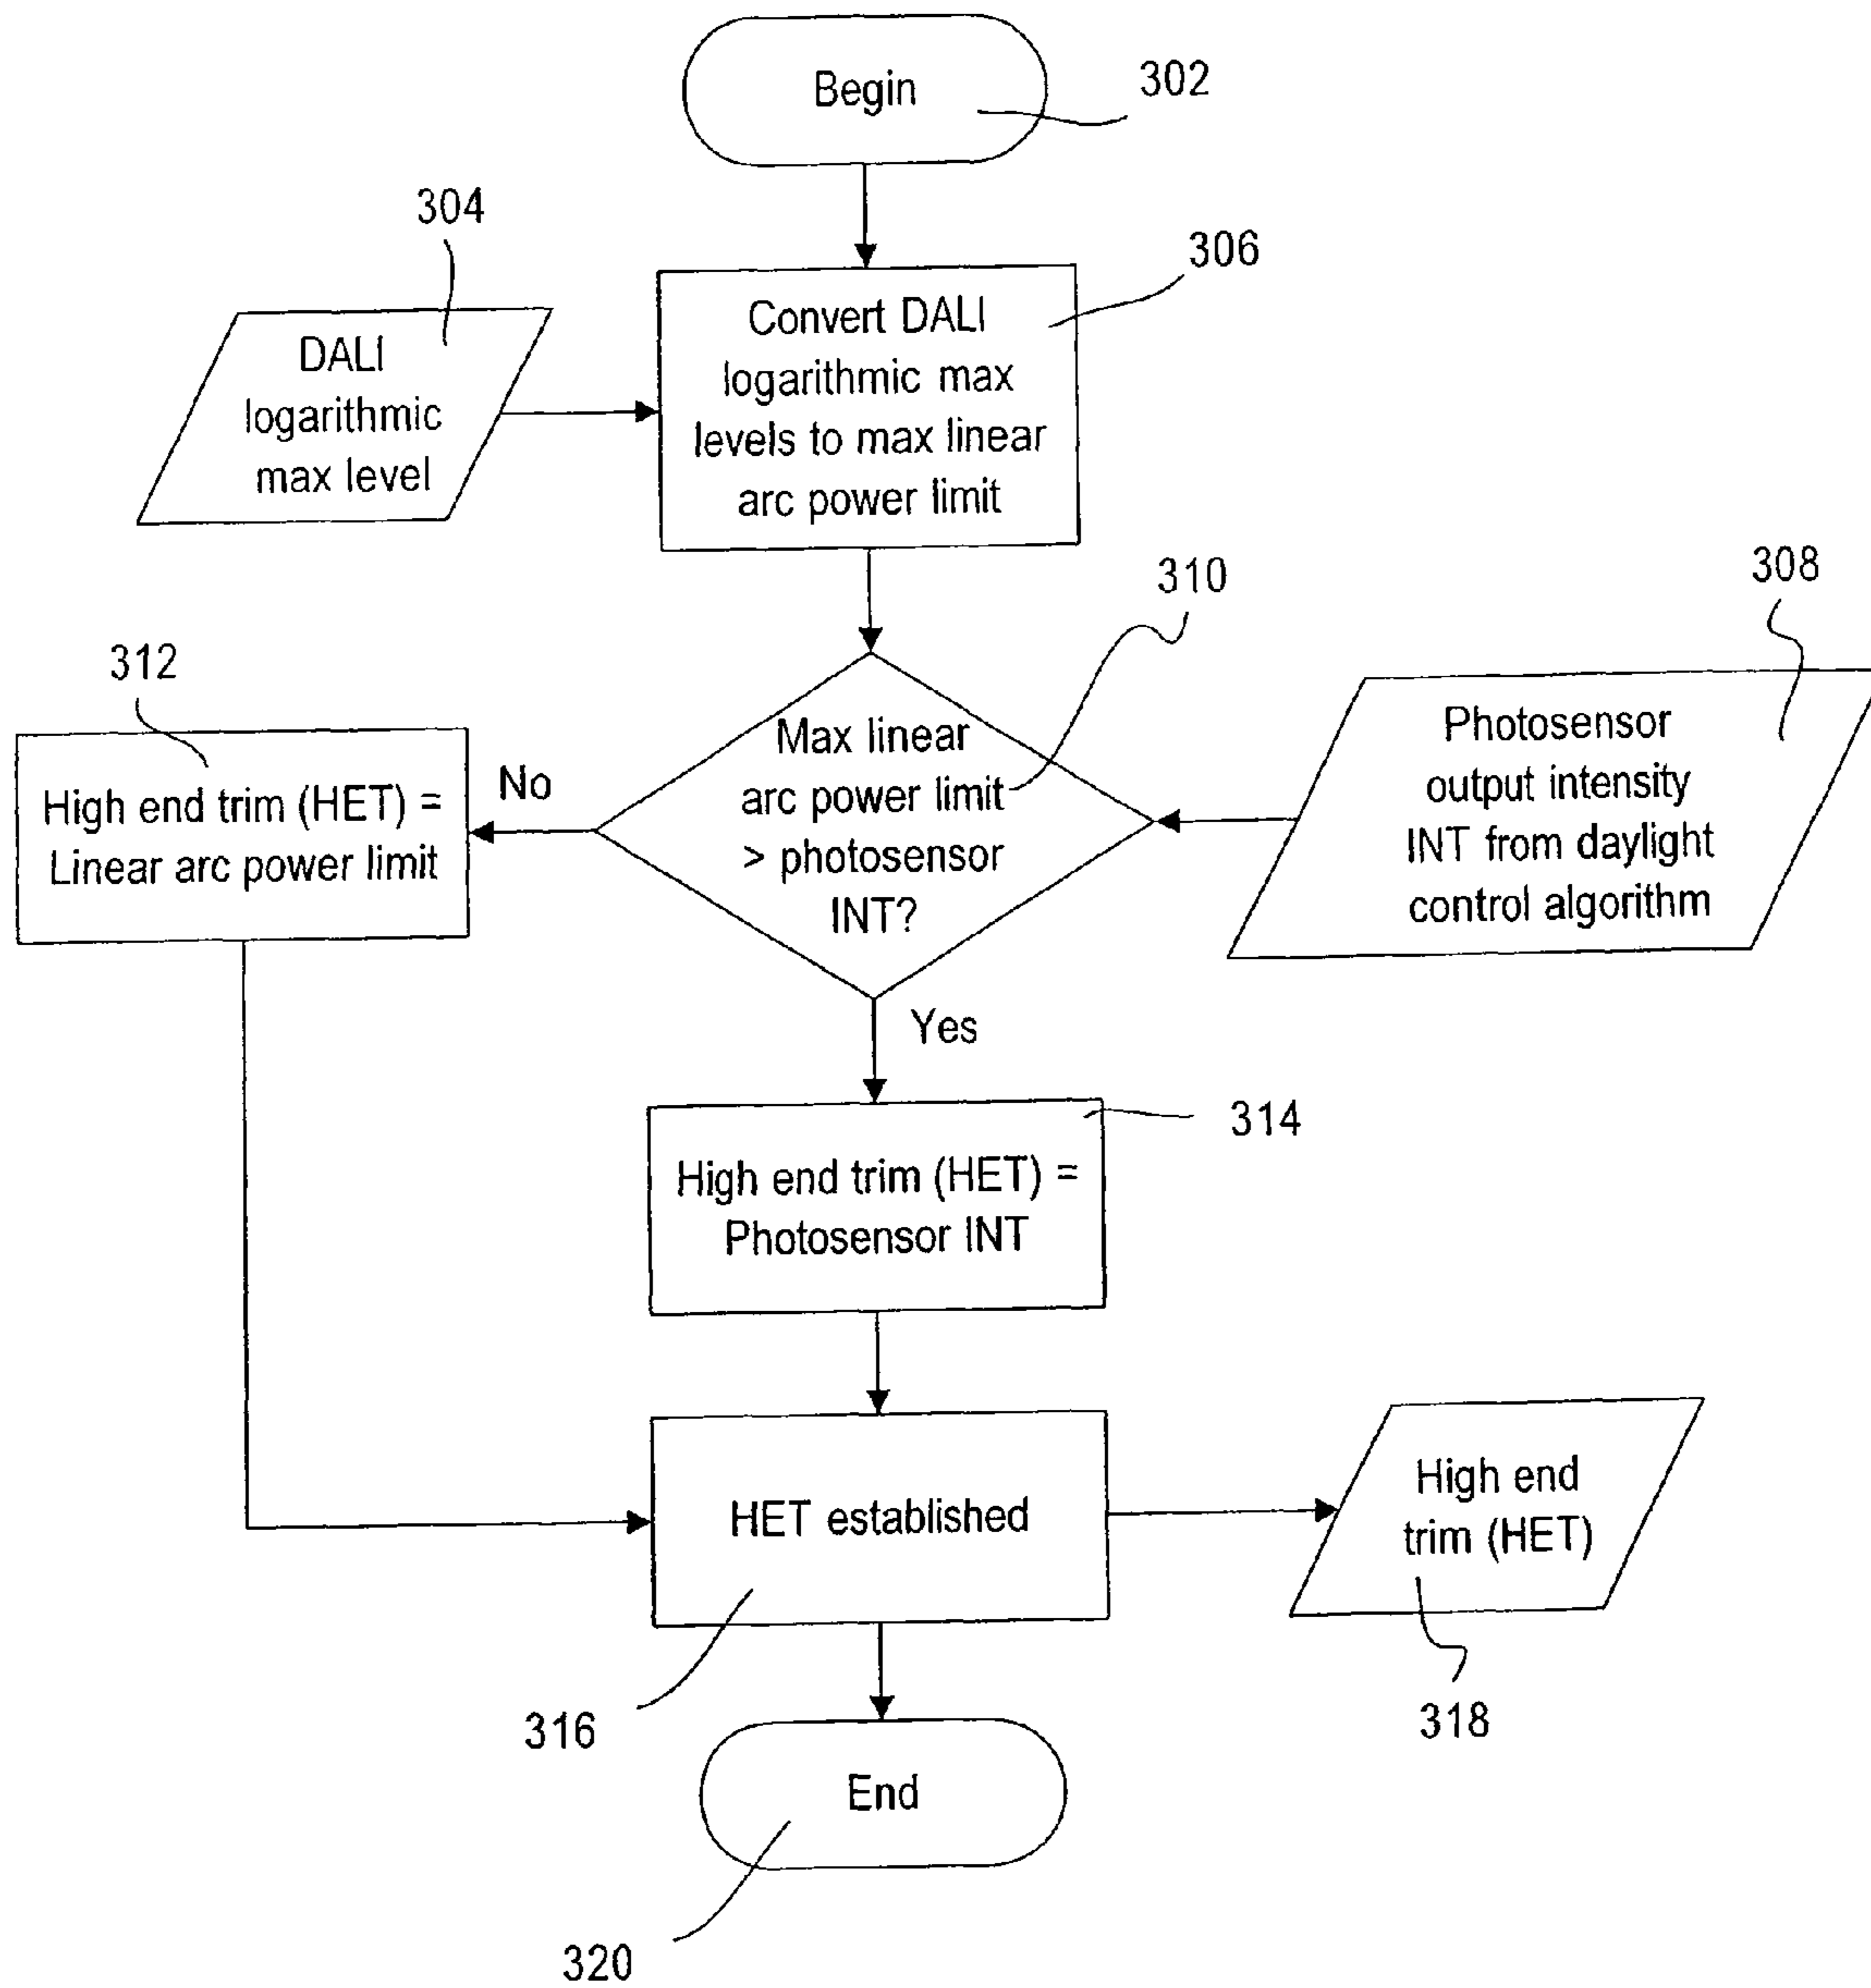 Begin
302
304
DALI
logarithmic
max level
306
Convert DALI
logarithmic max
levels to max linear
arc power limit
308
Photosensor
output intensity
INT from daylight
control algorithm
310
Max linear
arc power limit
> photosensor
INT?
312
No
High end trim (HET) =
Linear arc power limit
Yes
314
High end trim (HET) =
Photosensor INT
HET established
316
High end
trim (HET)
318
End
320